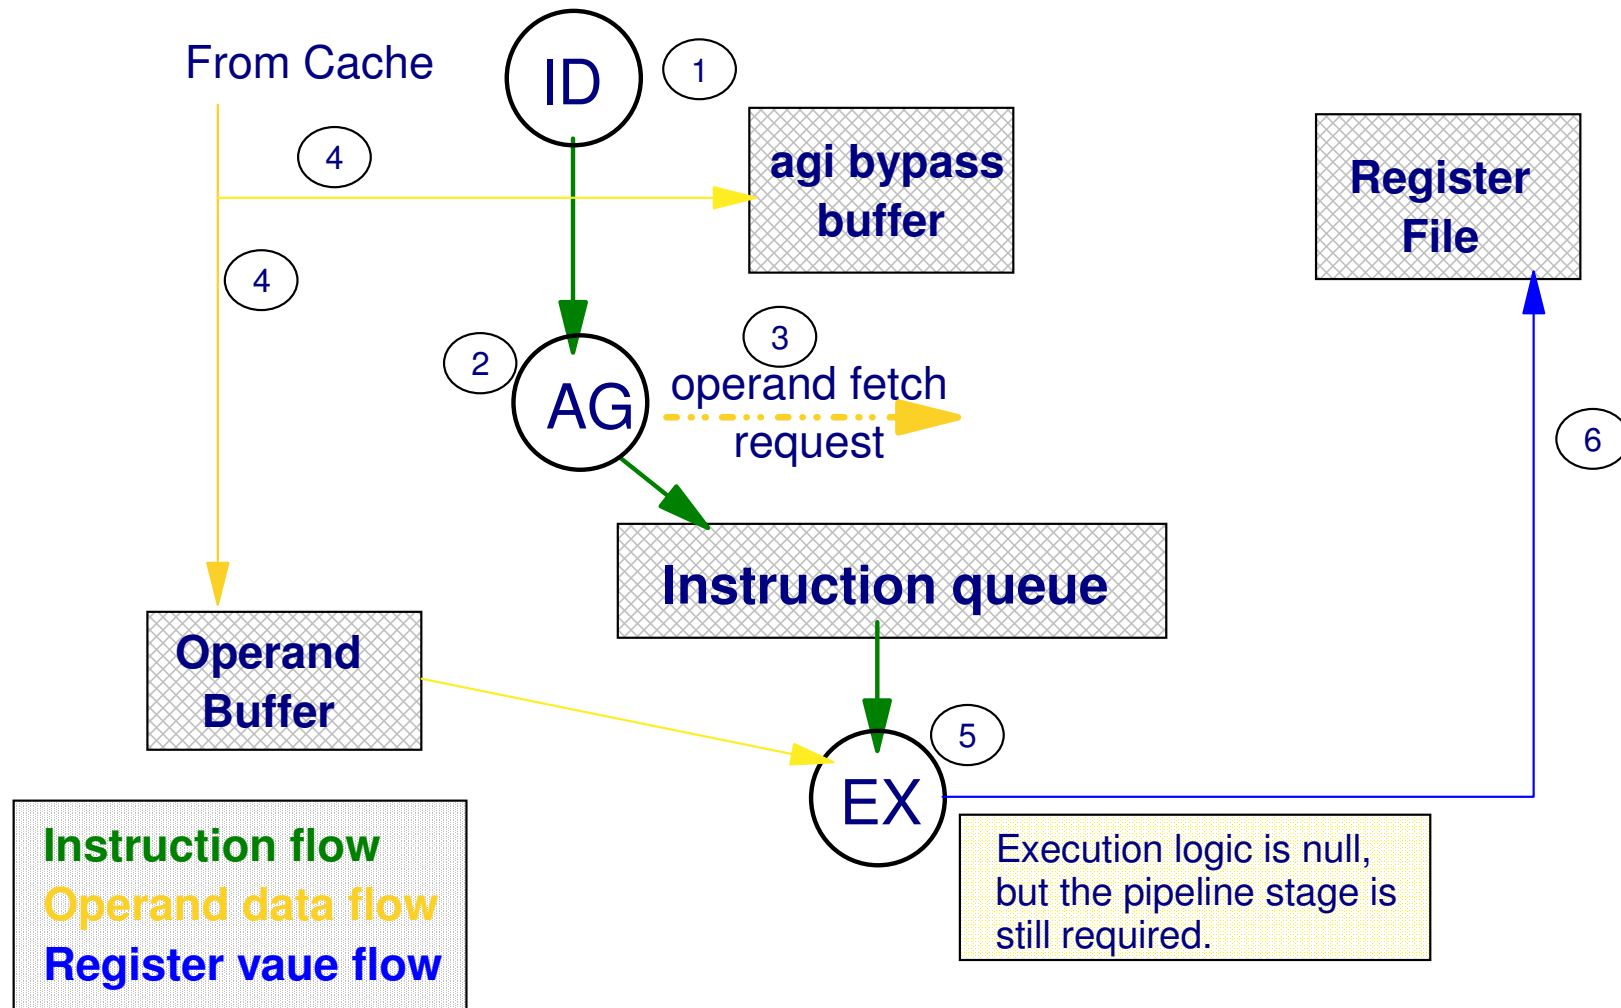 From Cache
ID
1
4
agi bypass
buffer
Register
File
4
2
AG
3
operand fetch
request
6
Instruction queue
Operand
Buffer
5
EX
Execution logic is null,
but the pipeline stage is
still required.
Instruction flow
Operand data flow
Register vaue flow